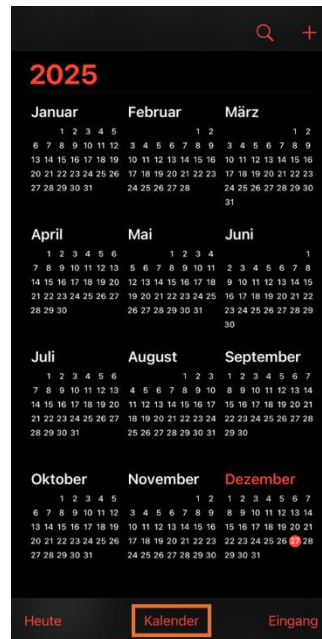 2025
Januar Februar März
1 2 3 4 5 1 2 1 2
6 7 8 9 10 11 12 3 4 5 6 7 8 9 3 4 5 6 7 8 9
13 14 15 16 17 18 19 10 11 12 13 14 15 16 10 11 12 13 14 15 16
20 21 22 23 24 25 26 17 18 19 20 21 22 23 17 18 19 20 21 22 23
27 28 29 30 31 24 25 26 27 28 24 25 26 27 28 29 30
31
April Mai Juni
1 2 3 4 5 6 1 2 3 4 1
7 8 9 10 11 12 13 5 6 7 8 9 10 11 2 3 4 5 6 7 8
14 15 16 17 18 19 20 12 13 14 15 16 17 18 9 10 11 12 13 14 15
21 22 23 24 25 26 27 19 20 21 22 23 24 25 16 17 18 19 20 21 22
28 29 30 26 27 28 29 30 31 23 24 25 26 27 28 29
30
Juli August September
1 2 3 4 5 6 1 2 3 1 2 3 4 5 6 7
7 8 9 10 11 12 13 4 5 6 7 8 9 10 8 9 10 11 12 13 14
14 15 16 17 18 19 20 11 12 13 14 15 16 17 15 16 17 18 19 20 21
21 22 23 24 25 26 27 18 19 20 21 22 23 24 22 23 24 25 26 27 28
28 29 30 31 25 26 27 28 29 30 31 29 30
Oktober November Dezember
1 2 3 4 5 1 2 1 2 3 4 5 6 7
6 7 8 9 10 11 12 3 4 5 6 7 8 9 8 9 10 11 12 13 14
13 14 15 16 17 18 19 10 11 12 13 14 15 16 15 16 17 18 19 20 21
20 21 22 23 24 25 26 17 18 19 20 21 22 23 22 23 24 25 26 27 28
27 28 29 30 31 24 25 26 27 28 29 30 29 30 31
Heute Kalender Eingang